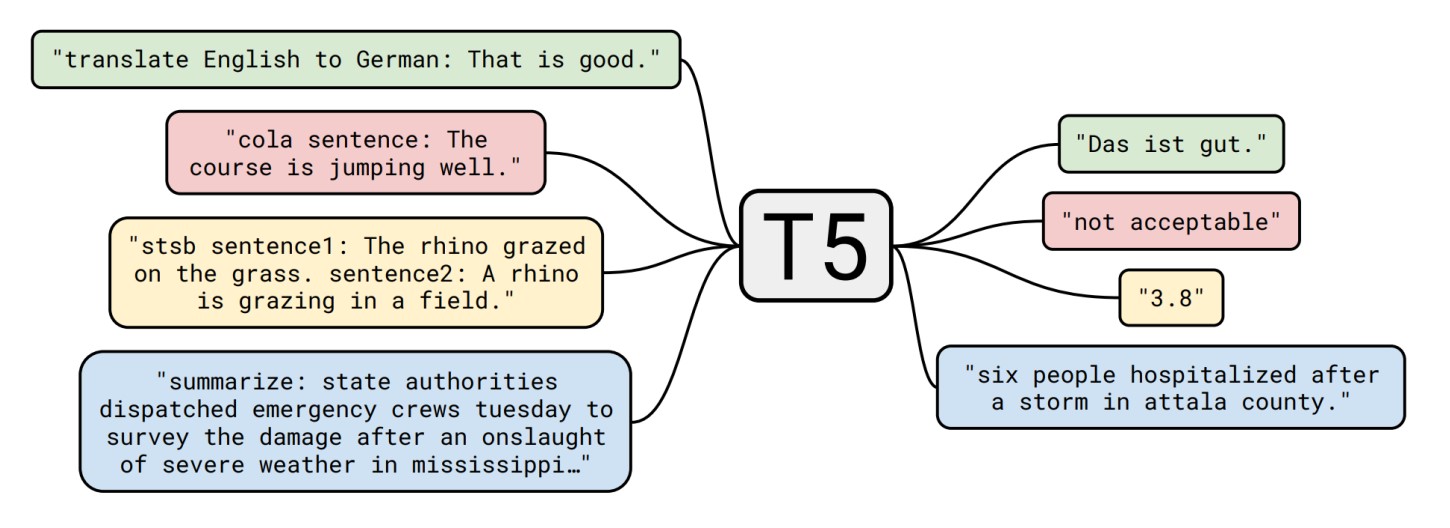 "translate English to German: That is good."
"cola sentence: The
course is jumping well."
"stsb sentence1: The rhino grazed
on the grass. sentence2: A rhino
is grazing in a field."
"summarize: state authorities
dispatched emergency crews tuesday to
survey the damage after an onslaught
of severe weather in mississippi…"
T5
"Das ist gut."
"not acceptable"
"3.8"
"six people hospitalized after
a storm in attala county."